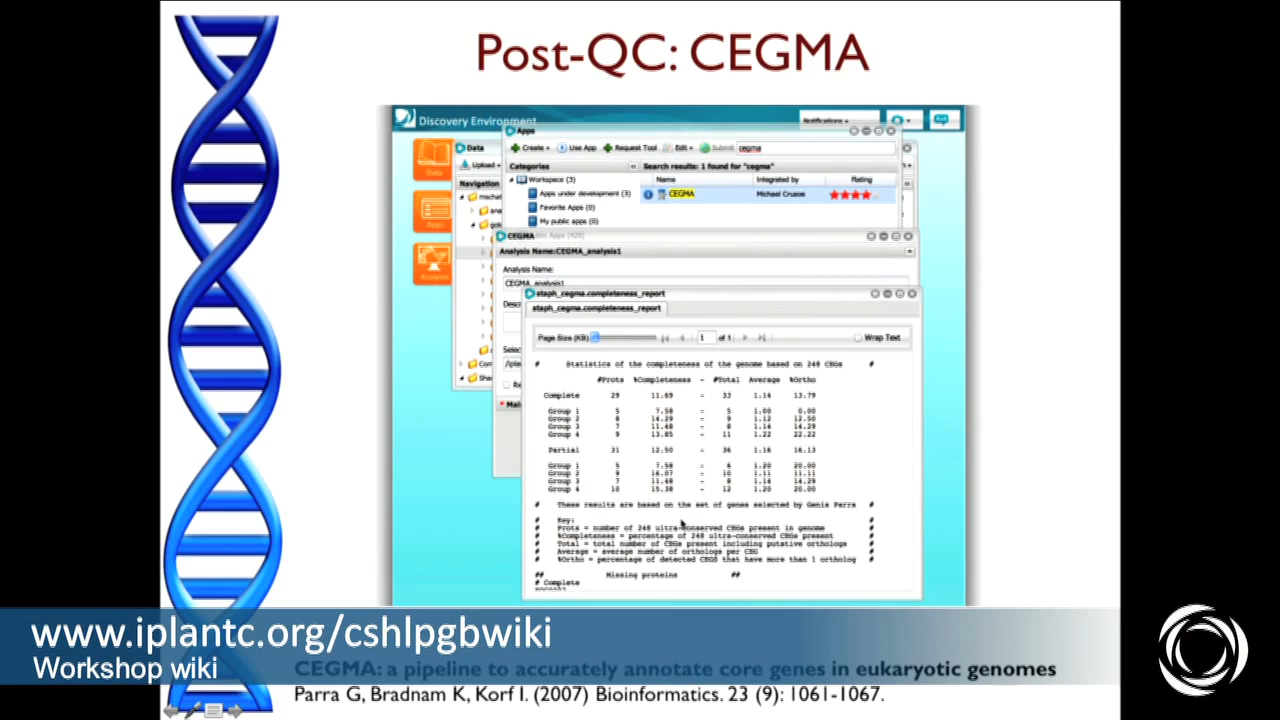 Post-QC: CEGMA
Discovery Environment
Notifications
Apps
Data
Create Use App Request Tool Edit Submit cegma
Upload
Categories
Search results: 1 found for "cegma"
Navigation
Workspace (3)
Name Integrated by Rating
Apps under development (3)
CEGMA Michael Crusoe
Favorite Apps (0)
My public apps (0)
Data
Apps
Analyses
CEGMA
Analysis Name:CEGMA_analysis1
Analysis Name:
CEGMA_analysis1
staph_cegma.completeness_report
staph_cegma.completeness_report
Page Size (KB) 1 of 1 Wrap Text
# Statistics of the completeness of the genome based on 248 CEGs #
#Prots %Completeness - #Total Average %Ortho
Complete 29 11.69 - 33 1.14 13.79
Group 1 5 7.58 - 5 1.00 0.00
Group 2 8 14.29 - 9 1.12 12.50
Group 3 7 11.48 - 8 1.14 14.29
Group 4 9 13.85 - 11 1.22 22.22
Partial 31 12.50 - 36 1.16 16.13
Group 1 5 7.58 - 6 1.20 20.00
Group 2 9 16.07 - 10 1.11 11.11
Group 3 7 11.48 - 8 1.14 14.29
Group 4 10 15.38 - 12 1.20 20.00
# These results are based on the set of genes selected by Genis Parra #
# Key: #
# Prots = number of 248 ultra-conserved CEGs present in genome #
# %Completeness = percentage of 248 ultra-conserved CEGs present #
# Total = total number of CEGs present including putative orthologs #
# Average = average number of orthologs per CEG #
# %Ortho = percentage of detected CEGS that have more than 1 ortholog #
## Missing proteins ##
# Complete
www.iplantc.org/cshlpgbwiki
Workshop wiki
CEGMA: a pipeline to accurately annotate core genes in eukaryotic genomes
Parra G, Bradnam K, Korf I. (2007) Bioinformatics. 23 (9): 1061-1067.